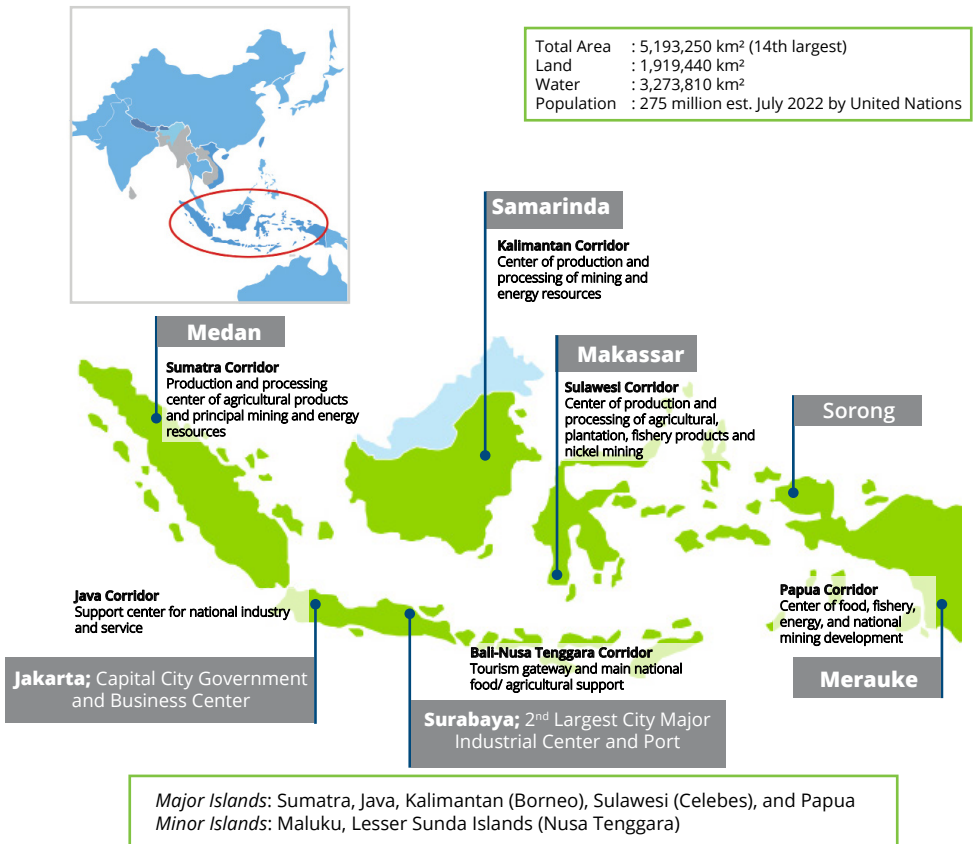 Total Area : 5,193,250 km² (14th largest)
Land : 1,919,440 km²
Water : 3,273,810 km²
Population : 275 million est. July 2022 by United Nations
Samarinda
Kalimantan Corridor
Center of production and
processing of mining and
energy resources
Medan
Sumatra Corridor
Production and processing
center of agricultural products
and principal mining and energy
resources
Makassar
Sulawesi Corridor
Center of production and
processing of agricultural,
plantation, fishery products and
nickel mining
Sorong
Java Corridor
Support center for national industry
and service
Papua Corridor
Center of food, fishery,
energy, and national
mining development
Bali-Nusa Tenggara Corridor
Tourism gateway and main national
food/ agricultural support
Jakarta; Capital City Government
and Business Center
Merauke
Surabaya; 2nd Largest City Major
Industrial Center and Port
Major Islands: Sumatra, Java, Kalimantan (Borneo), Sulawesi (Celebes), and Papua
Minor Islands: Maluku, Lesser Sunda Islands (Nusa Tenggara)